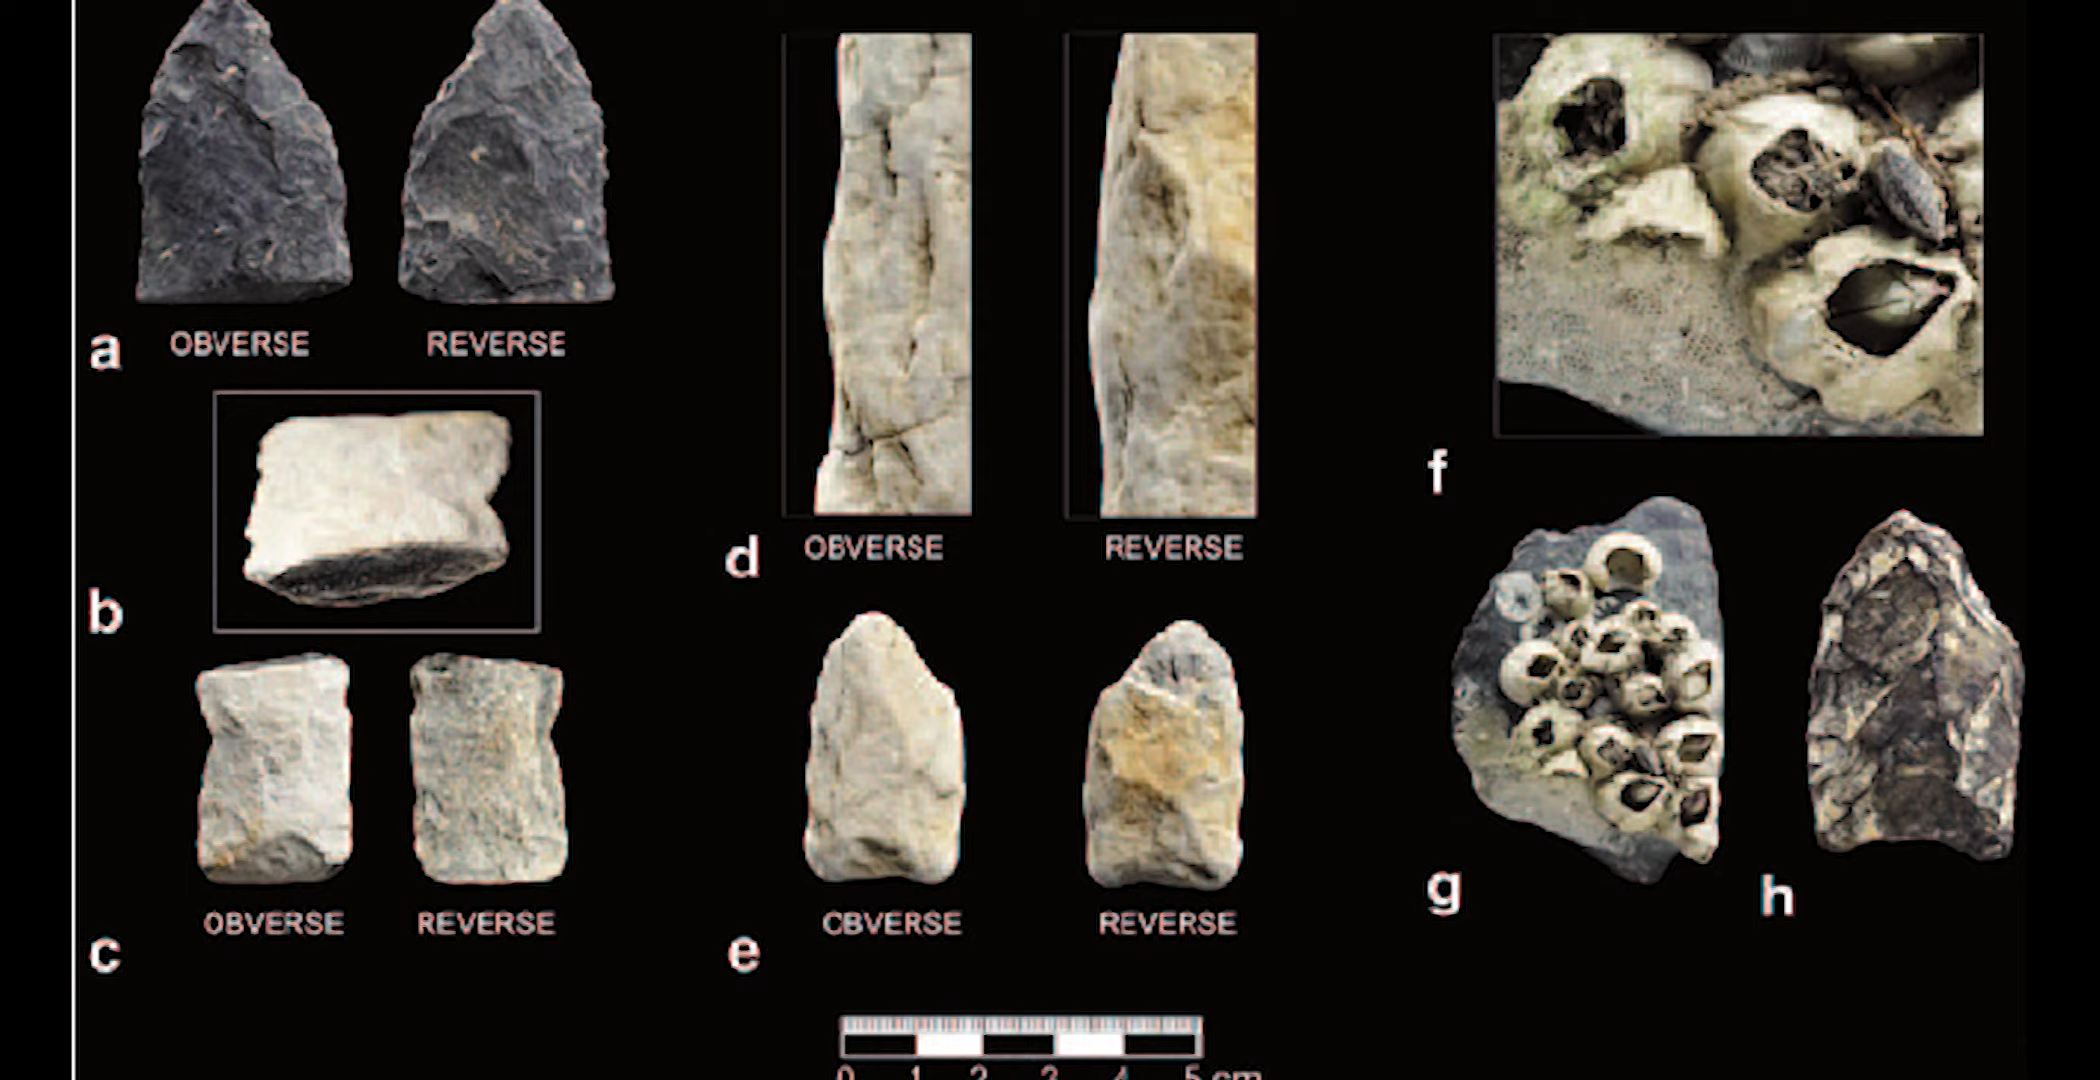 a
OBVERSE
REVERSE
b
OBVERSE
REVERSE
c
d
OBVERSE
REVERSE
CBVERSE
REVERSE
e
f
g
h
0 1 2 3 4 5 cm